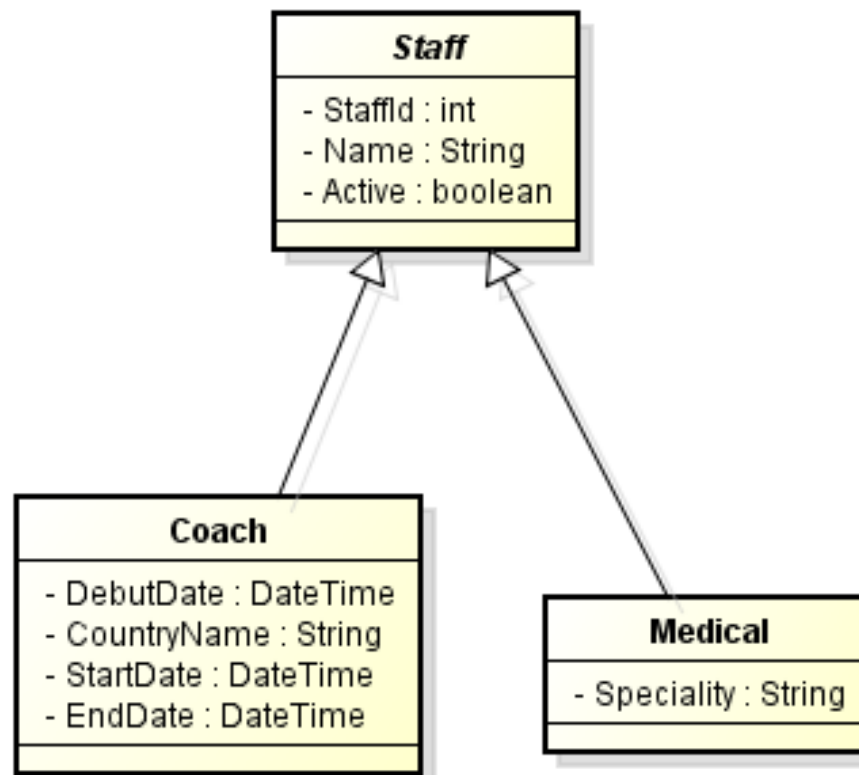 Staff
- StaffId : int
- Name : String
- Active : boolean
Coach
- DebutDate : DateTime
- CountryName : String
- StartDate : DateTime
- EndDate : DateTime
Medical
- Speciality : String